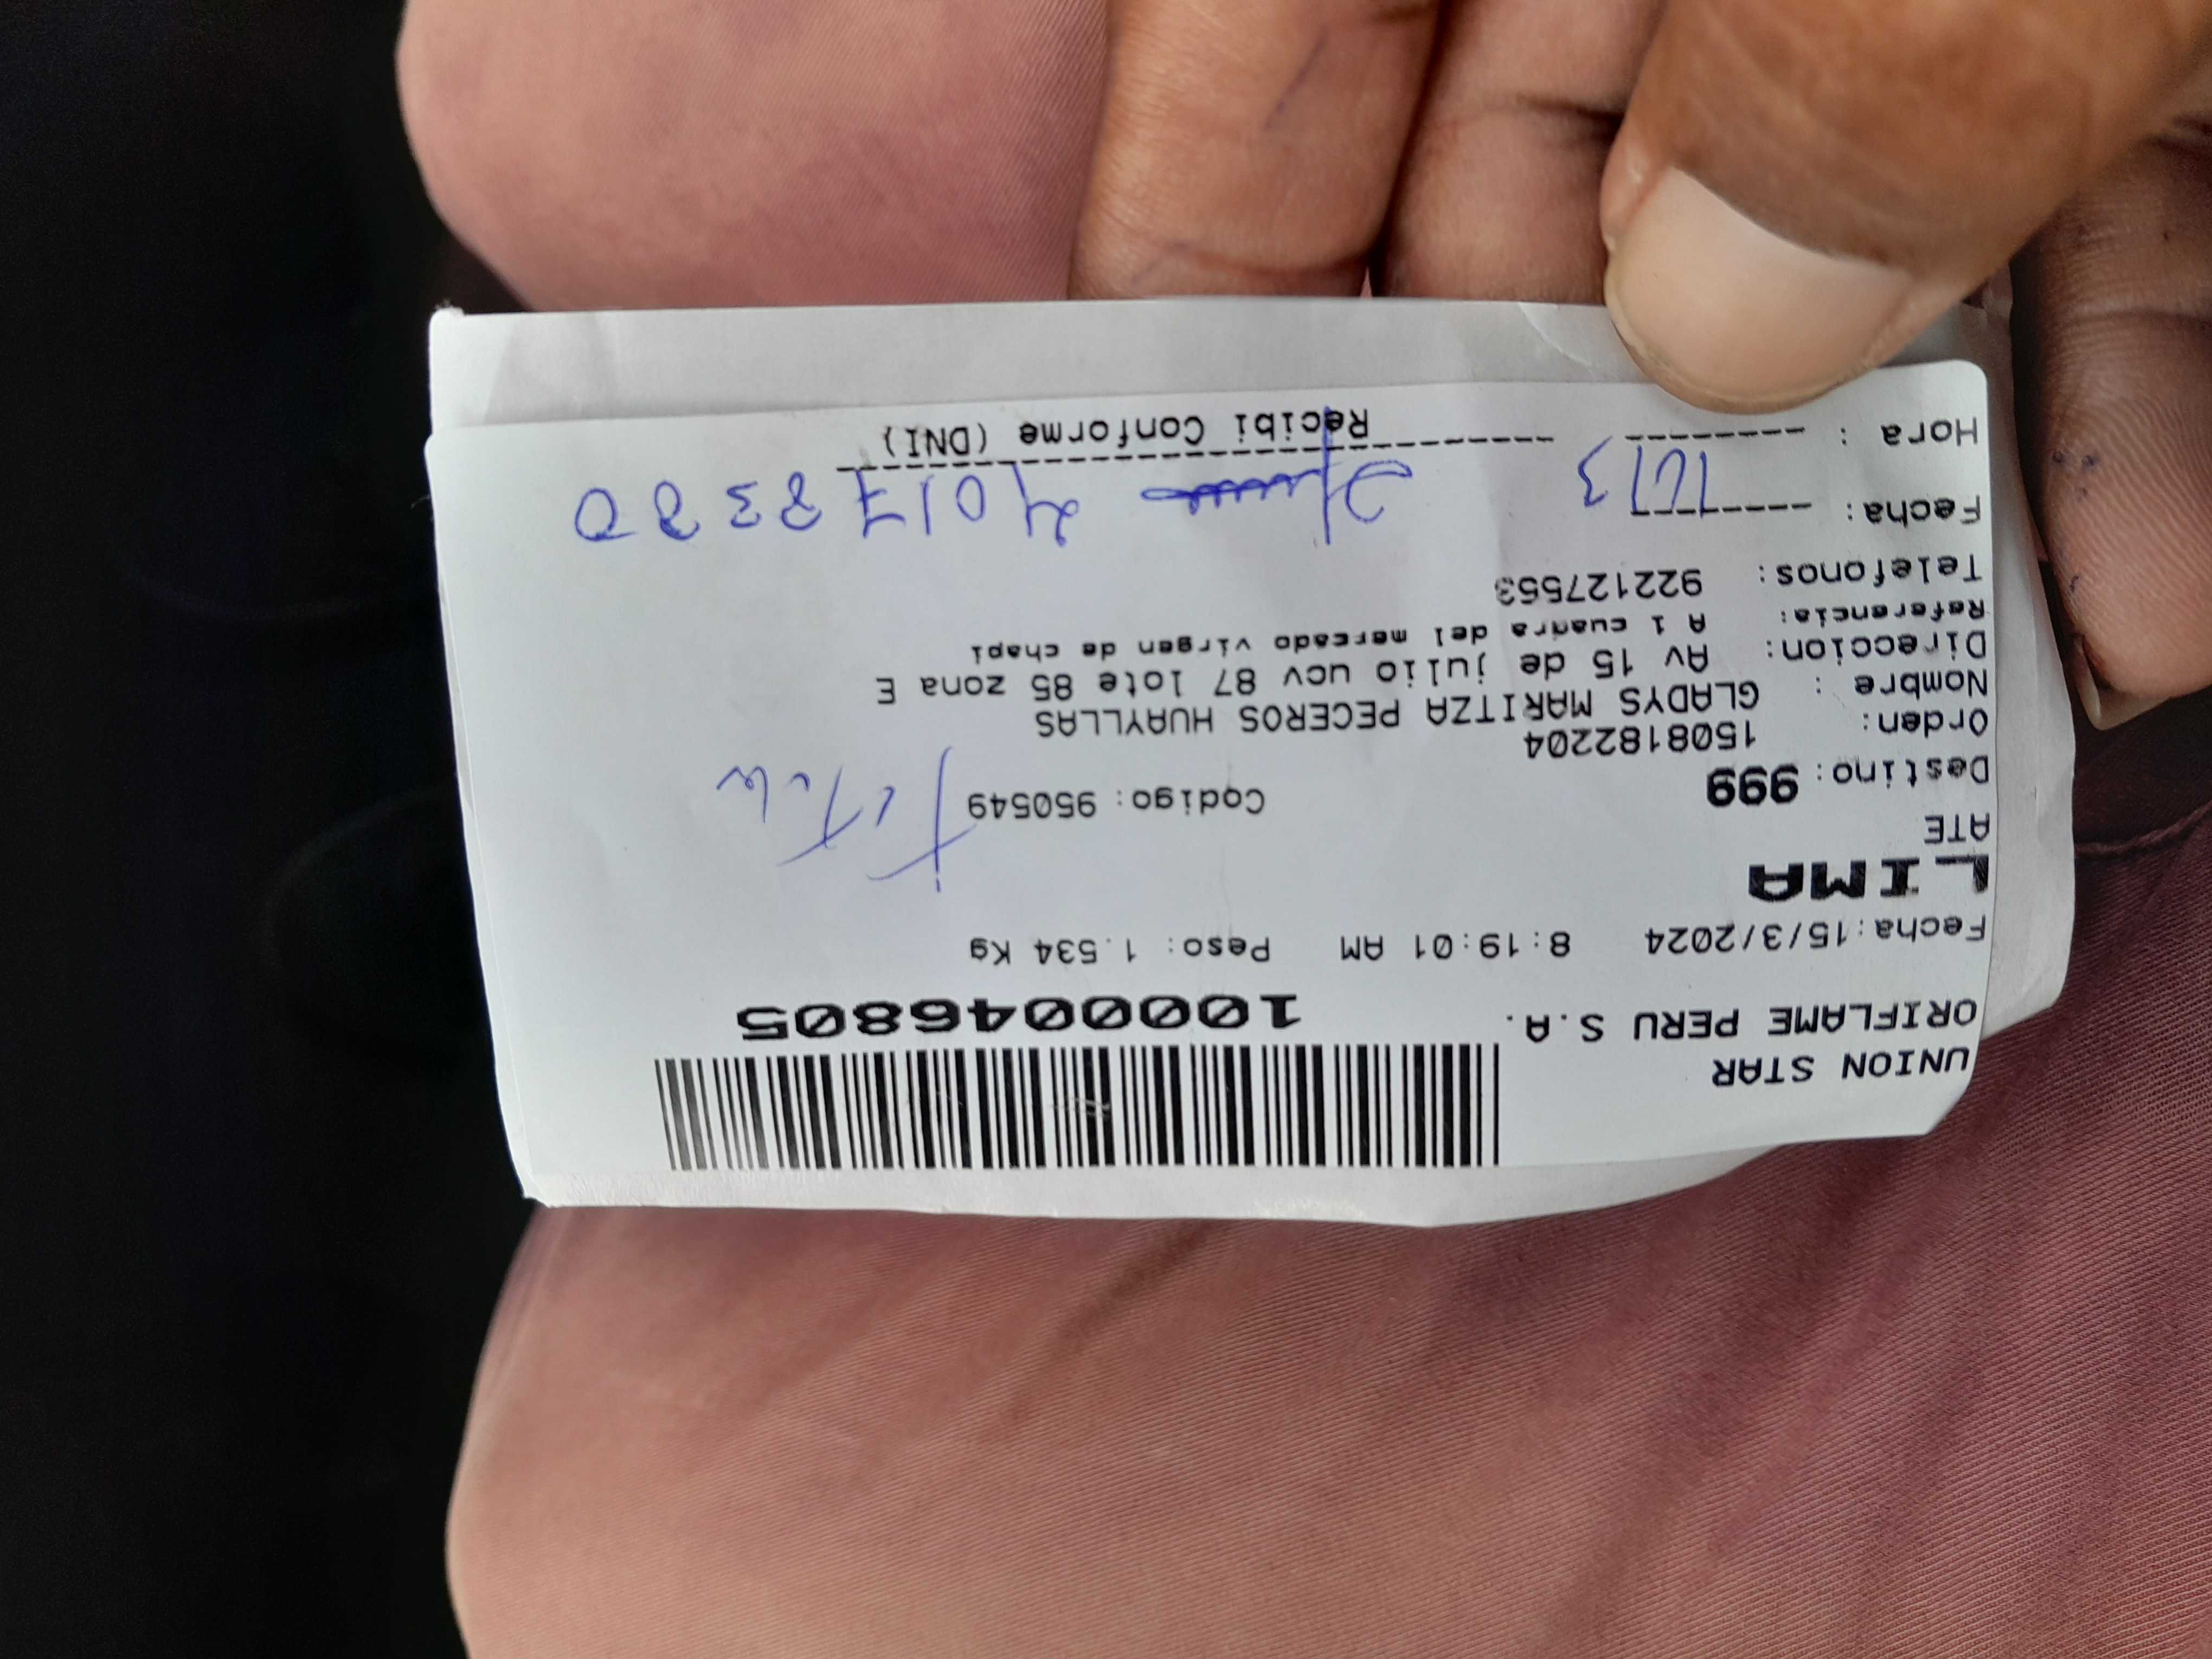 UNION STAR
ORIFLAME PERU S.A. 1000046805
Fecha:15/3/2024 8:19:01 AM Peso: 1.534 Kg
LIMA
ATE
Destino: 999 Codigo: 950549
Orden: 1508182204
Nombre : GLADYS MARITZA PECEROS HUAYLLAS
Direccion: Av 15 de julio ucv 87 lote 85 zona E
Referencia: A 1 cuadra del mercado virgen de chapi
Telefonos: 922127553
Fecha:
Hora :
Recibi Conforme (DNI)